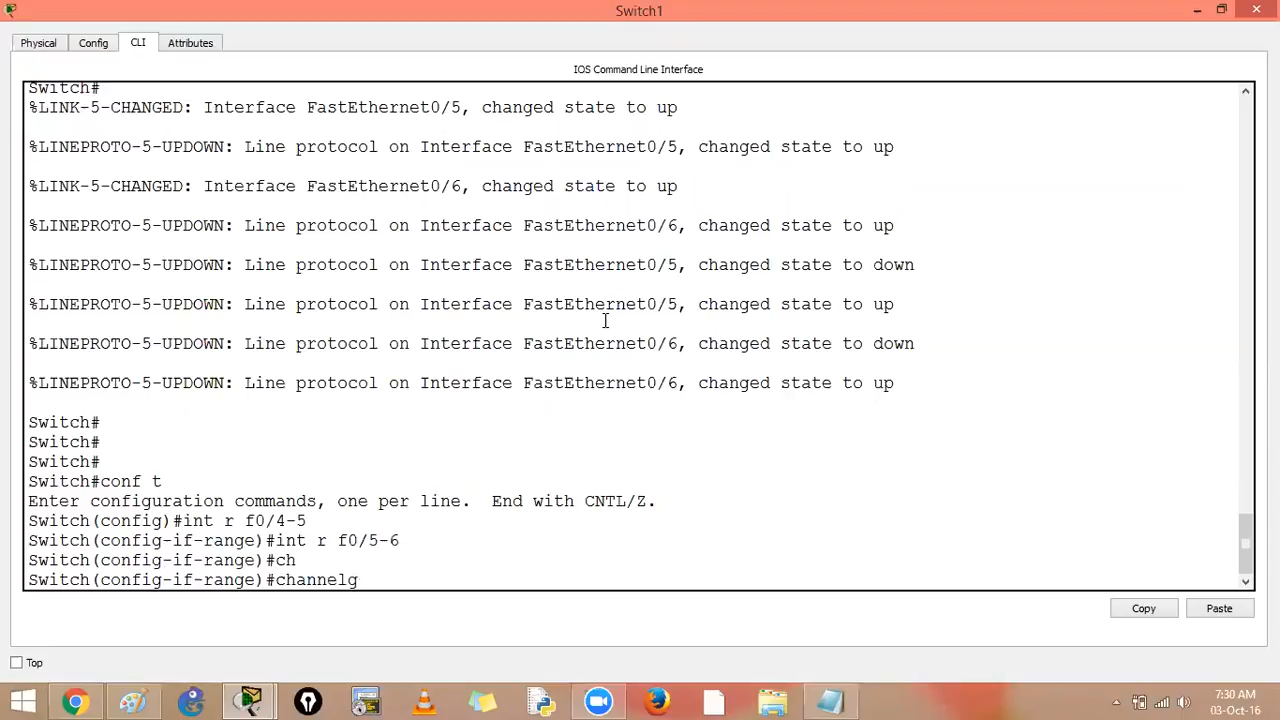 Switch1
Physical
Config
CLI
Attributes
IOS Command Line Interface
Switch#
%LINK-5-CHANGED: Interface FastEthernet0/5, changed state to up
%LINEPROTO-5-UPDOWN: Line protocol on Interface FastEthernet0/5, changed state to up
%LINK-5-CHANGED: Interface FastEthernet0/6, changed state to up
%LINEPROTO-5-UPDOWN: Line protocol on Interface FastEthernet0/6, changed state to up
%LINEPROTO-5-UPDOWN: Line protocol on Interface FastEthernet0/5, changed state to down
%LINEPROTO-5-UPDOWN: Line protocol on Interface FastEthernet0/5, changed state to up
%LINEPROTO-5-UPDOWN: Line protocol on Interface FastEthernet0/6, changed state to down
%LINEPROTO-5-UPDOWN: Line protocol on Interface FastEthernet0/6, changed state to up
Switch#
Switch#
Switch#
Switch#conf t
Enter configuration commands, one per line.  End with CNTL/Z.
Switch(config)#int r f0/4-5
Switch(config-if-range)#int r f0/5-6
Switch(config-if-range)#ch
Switch(config-if-range)#channelg
Copy
Paste
Top
7:30 AM
03-Oct-16